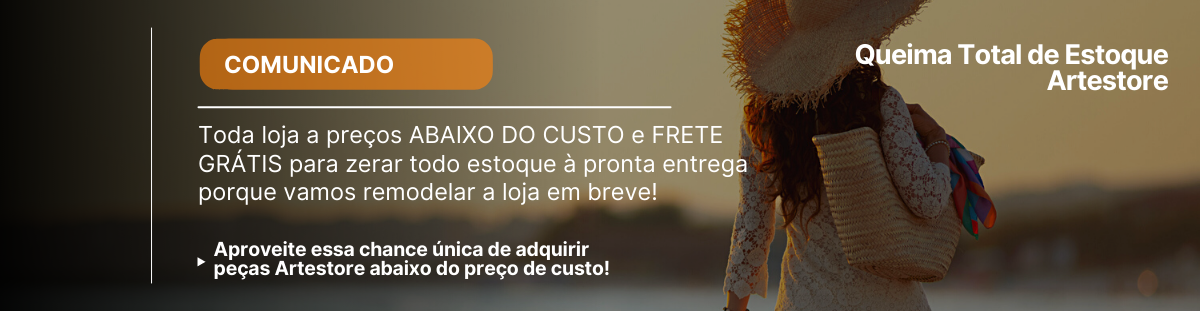 COMUNICADO
Queima Total de Estoque
Artestore
Toda loja a preços ABAIXO DO CUSTO e FRETE
GRÁTIS para zerar todo estoque à pronta entrega
porque vamos remodelar a loja em breve!
Aproveite essa chance única de adquirir
peças Artestore abaixo do preço de custo!